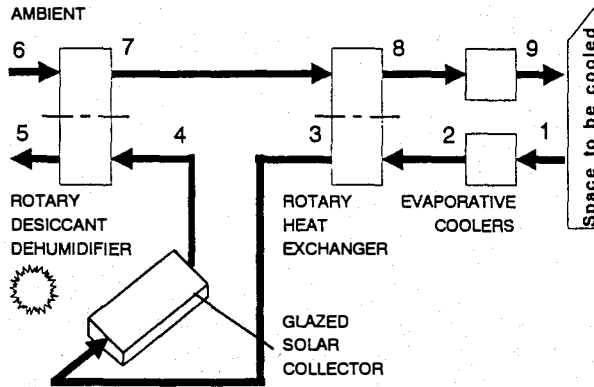 AMBIENT
6
7
8
9
5
4
3
2
1
Space to be cooled
ROTARY
DESICCANT
DEHUMIDIFIER
ROTARY
HEAT
EXCHANGER
EVAPORATIVE
COOLERS
GLAZED
SOLAR
COLLECTOR